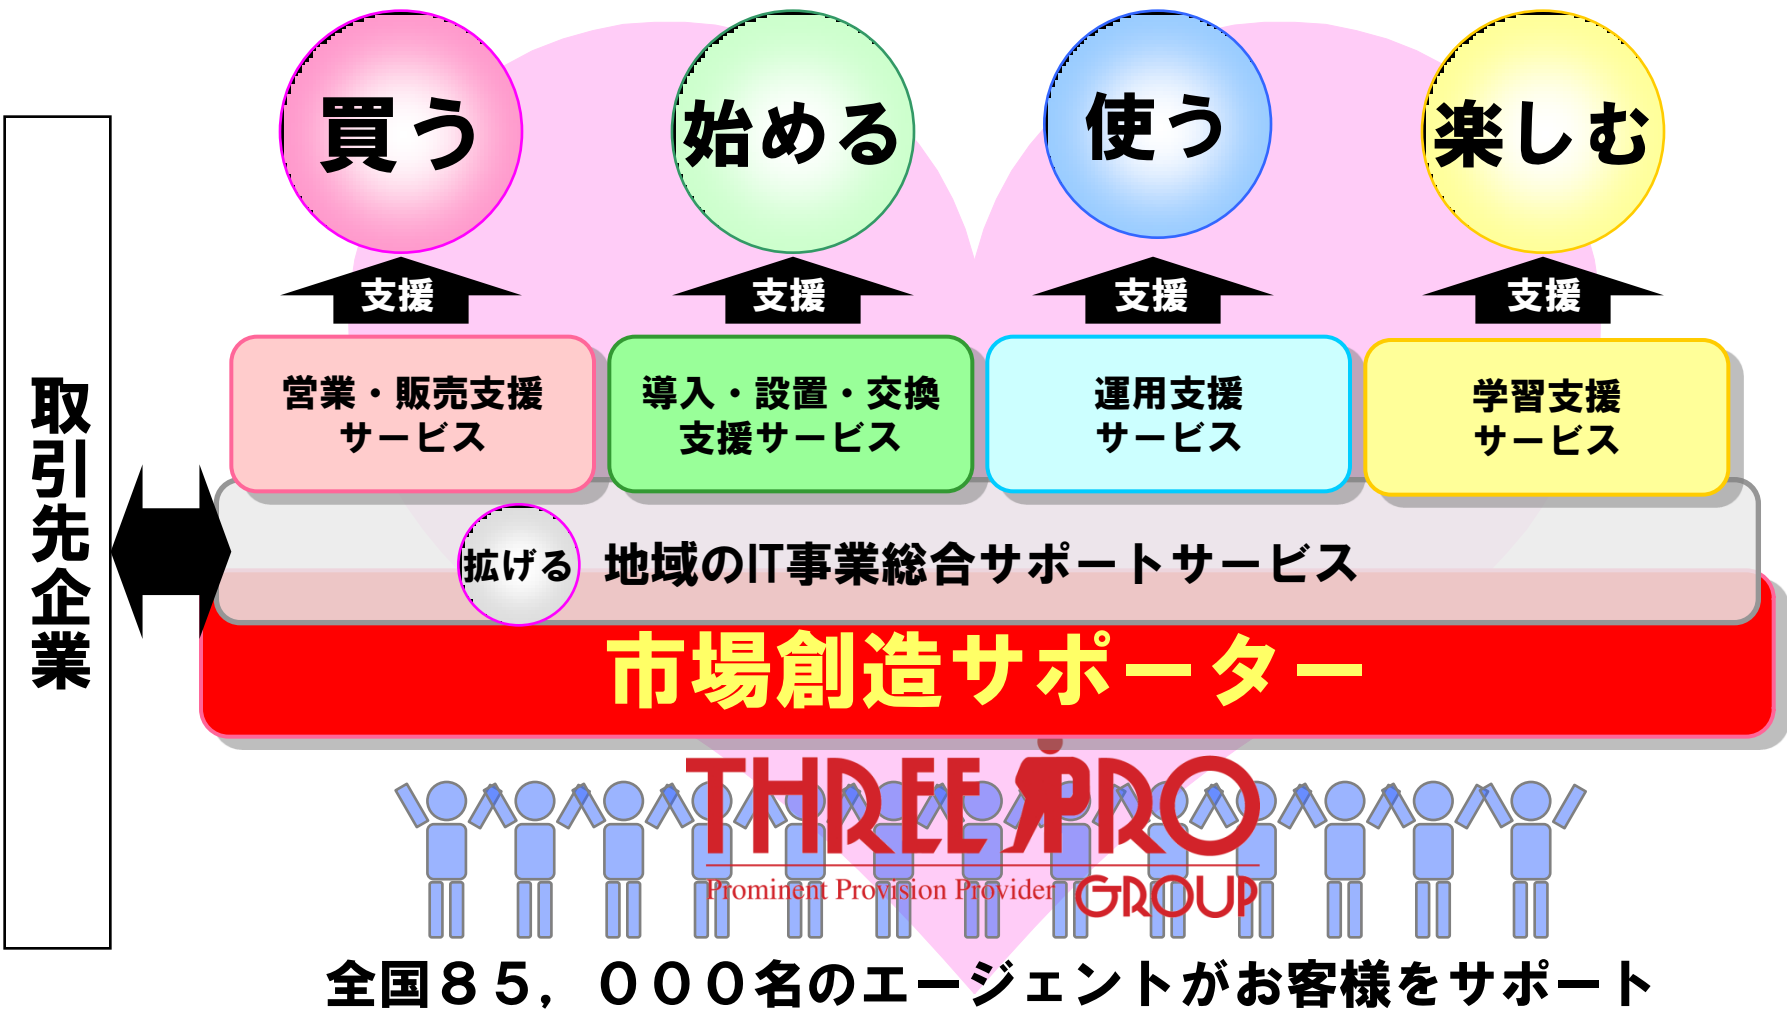 買う
始める
使う
楽しむ
支援
支援
支援
支援
営業・販売支援
サービス
導入・設置・交換
支援サービス
運用支援
サービス
学習支援
サービス
取引先企業
拡げる
地域のIT事業総合サポートサービス
市場創造サポーター
THREE PRO
Prominent Provision Provider
GROUP
全国８５，０００名のエージェントがお客様をサポート